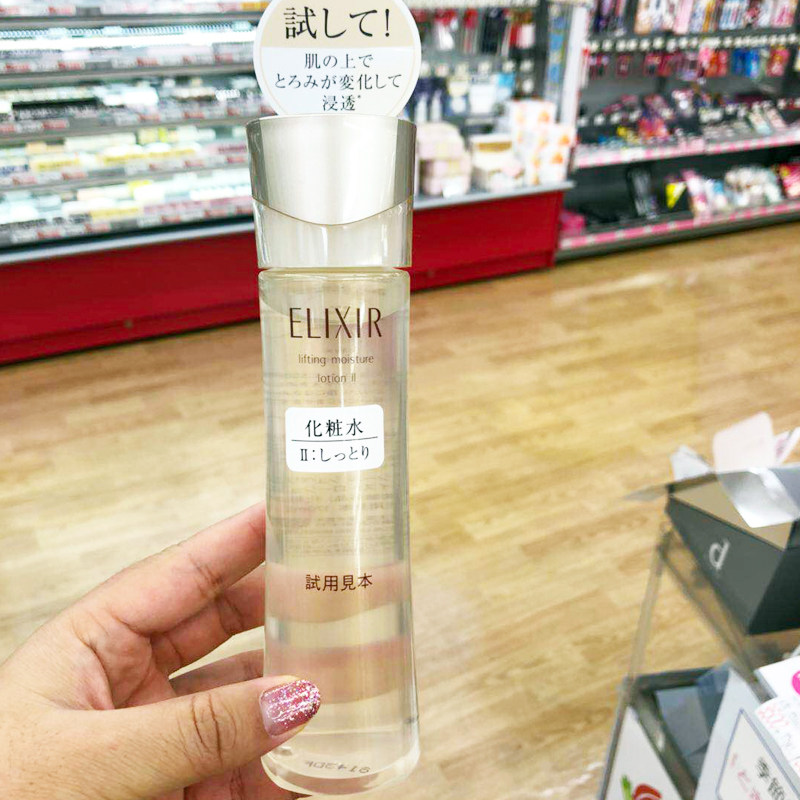 試して!
肌の上で
とろみが変化して
浸透*
ELIXIR
lifting moisture
lotion II
化粧水
II:しっとり
試用見本
9142DK
d